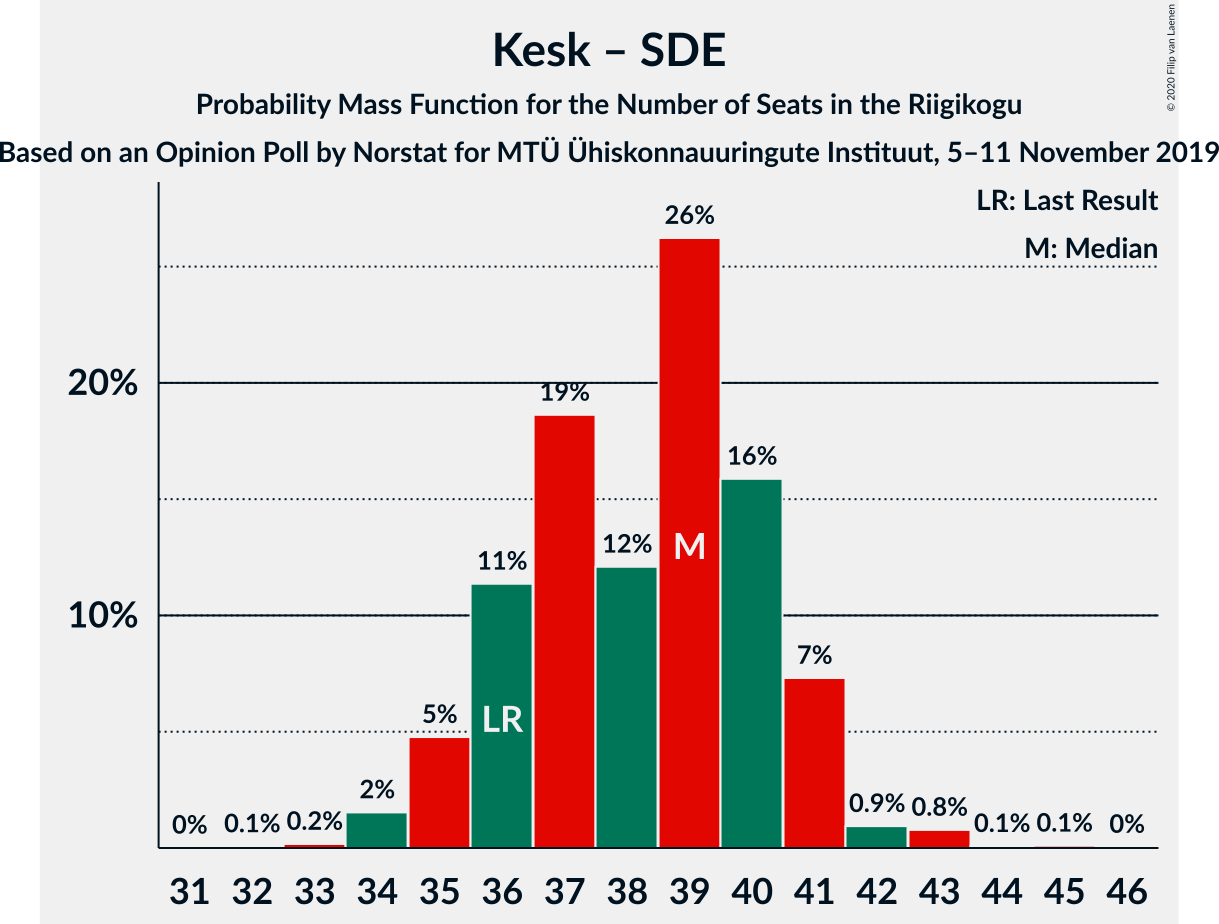 Kesk – SDE
Probability Mass Function for the Number of Seats in the Riigikogu
Based on an Opinion Poll by Norstat for MTÜ Ühiskonnauuringute Instituut, 5–11 November 2019
© 2020 Filip van Laenen
LR: Last Result
M: Median
26%
20%
19%
16%
12%
M
11%
10%
7%
5%
LR
2%
0% 0.1% 0.2% 0.9% 0.8% 0.1% 0.1% 0%
31 32 33 34 35 36 37 38 39 40 41 42 43 44 45 46